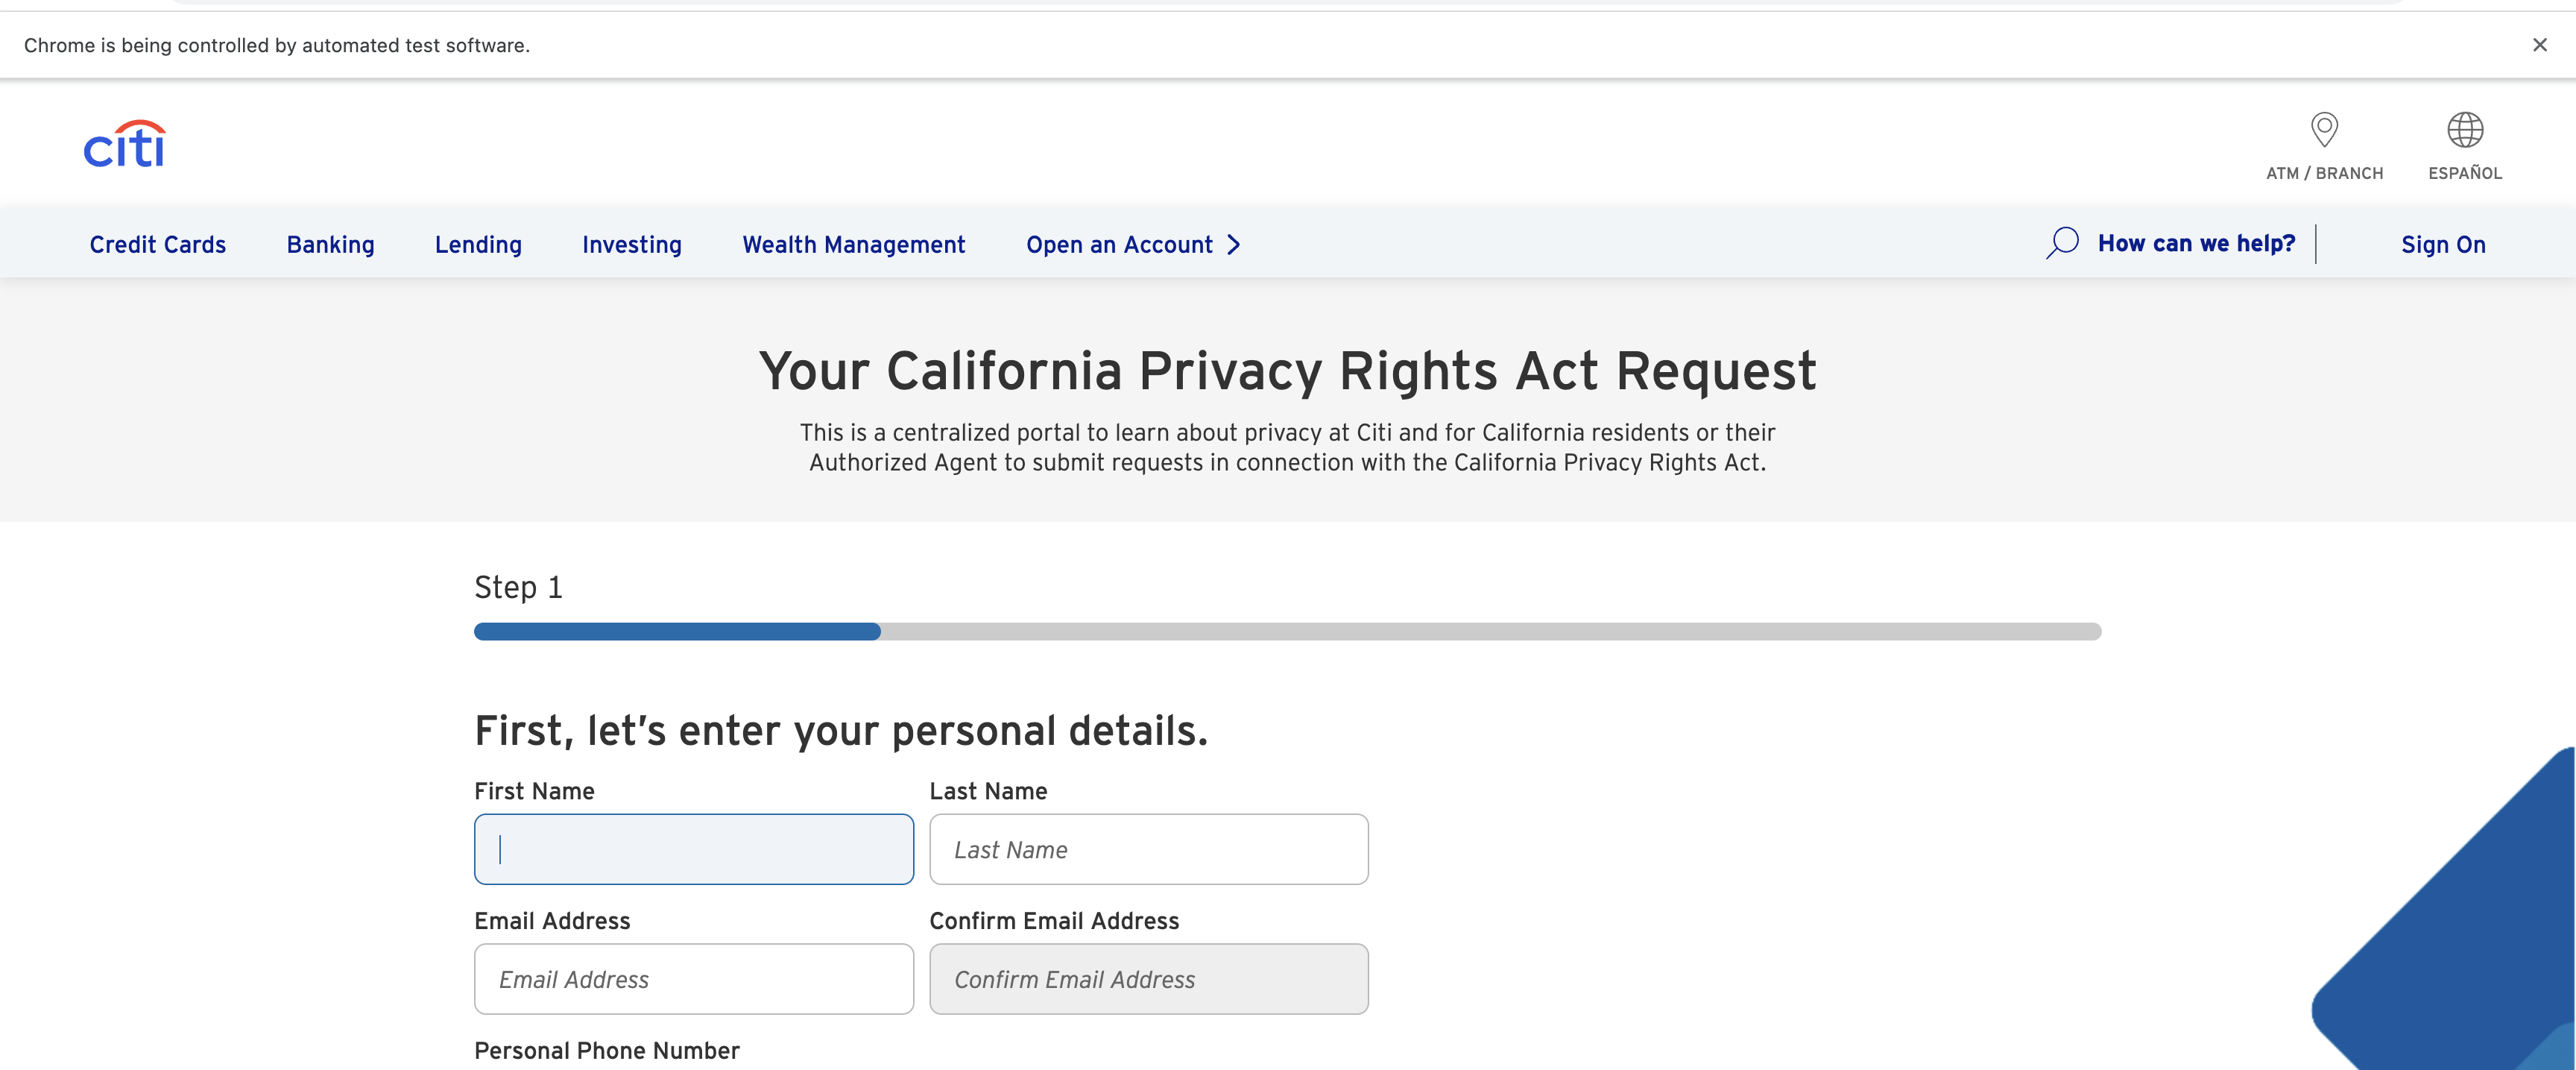 Chrome is being controlled by automated test software.
citi
ATM / BRANCH
ESPAÑOL
Credit Cards
Banking
Lending
Investing
Wealth Management
Open an Account
How can we help?
Sign On
Your California Privacy Rights Act Request
This is a centralized portal to learn about privacy at Citi and for California residents or their
Authorized Agent to submit requests in connection with the California Privacy Rights Act.
Step 1
First, let’s enter your personal details.
First Name
Last Name
Last Name
Email Address
Confirm Email Address
Email Address
Confirm Email Address
Personal Phone Number